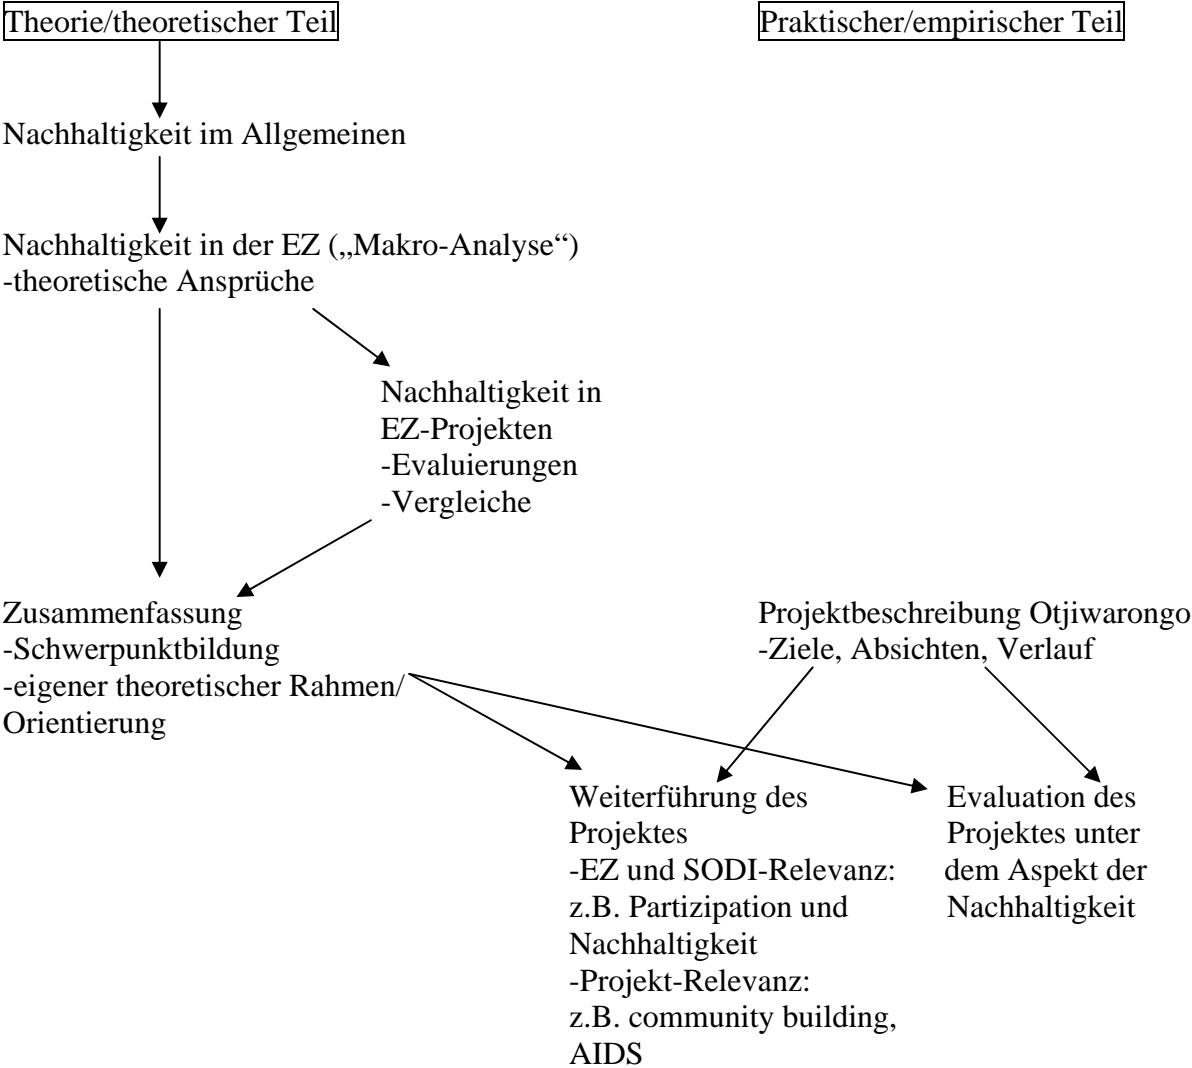 Theorie/theoretischer Teil
Praktischer/empirischer Teil
Nachhaltigkeit im Allgemeinen
Nachhaltigkeit in der EZ („Makro-Analyse“)
-theoretische Ansprüche
Nachhaltigkeit in
EZ-Projekten
-Evaluierungen
-Vergleiche
Zusammenfassung
-Schwerpunktbildung
-eigener theoretischer Rahmen/
Orientierung
Projektbeschreibung Otjiwarongo
-Ziele, Absichten, Verlauf
Weiterführung des
Projektes
-EZ und SODI-Relevanz:
z.B. Partizipation und
Nachhaltigkeit
-Projekt-Relevanz:
z.B. community building,
AIDS
Evaluation des
Projektes unter
dem Aspekt der
Nachhaltigkeit